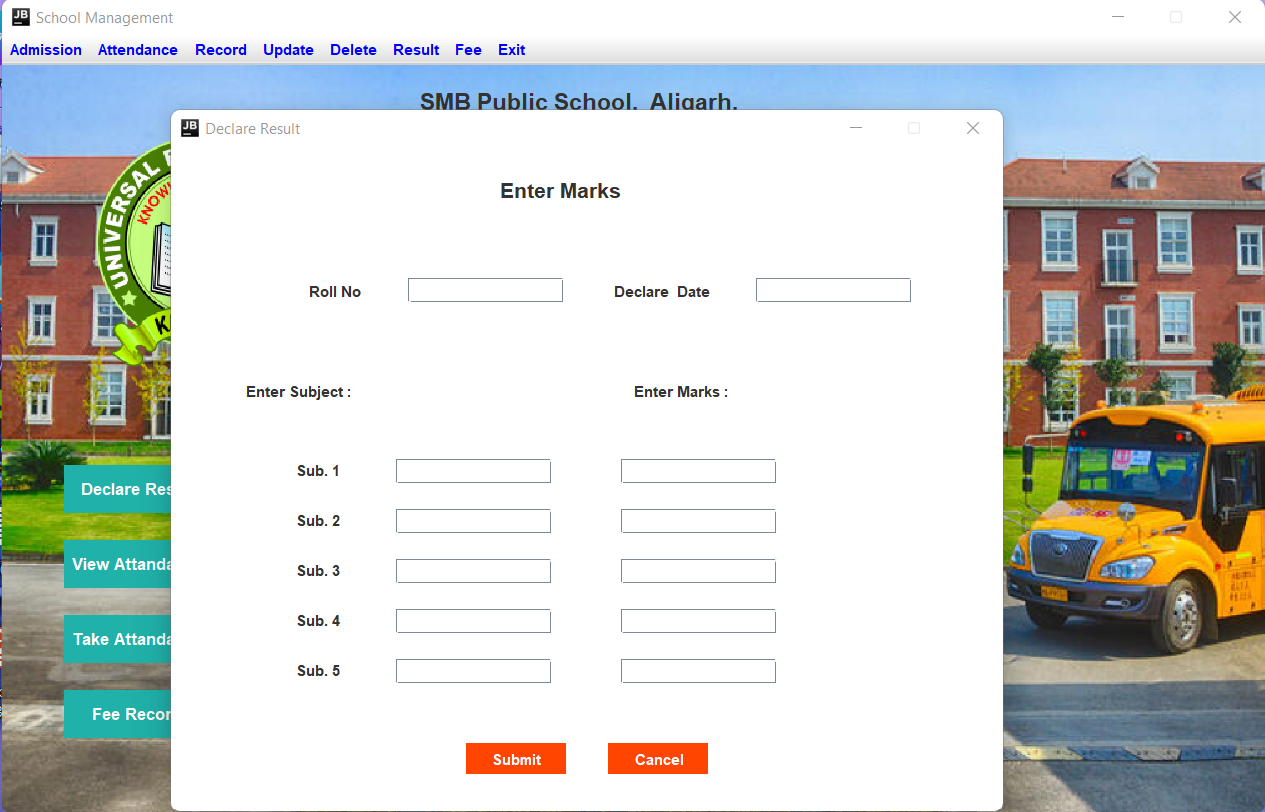 JB School Management
Admission Attendance Record Update Delete Result Fee Exit
SMB Public School, Aligarh.
JB Declare Result
UNIVERSAL
KNOW
Enter Marks
Roll No Declare Date
Enter Subject : Enter Marks :
Sub. 1
Sub. 2
Sub. 3
Sub. 4
Sub. 5
Declare Res
View Attanda
Take Attanda
Fee Recor
Submit Cancel